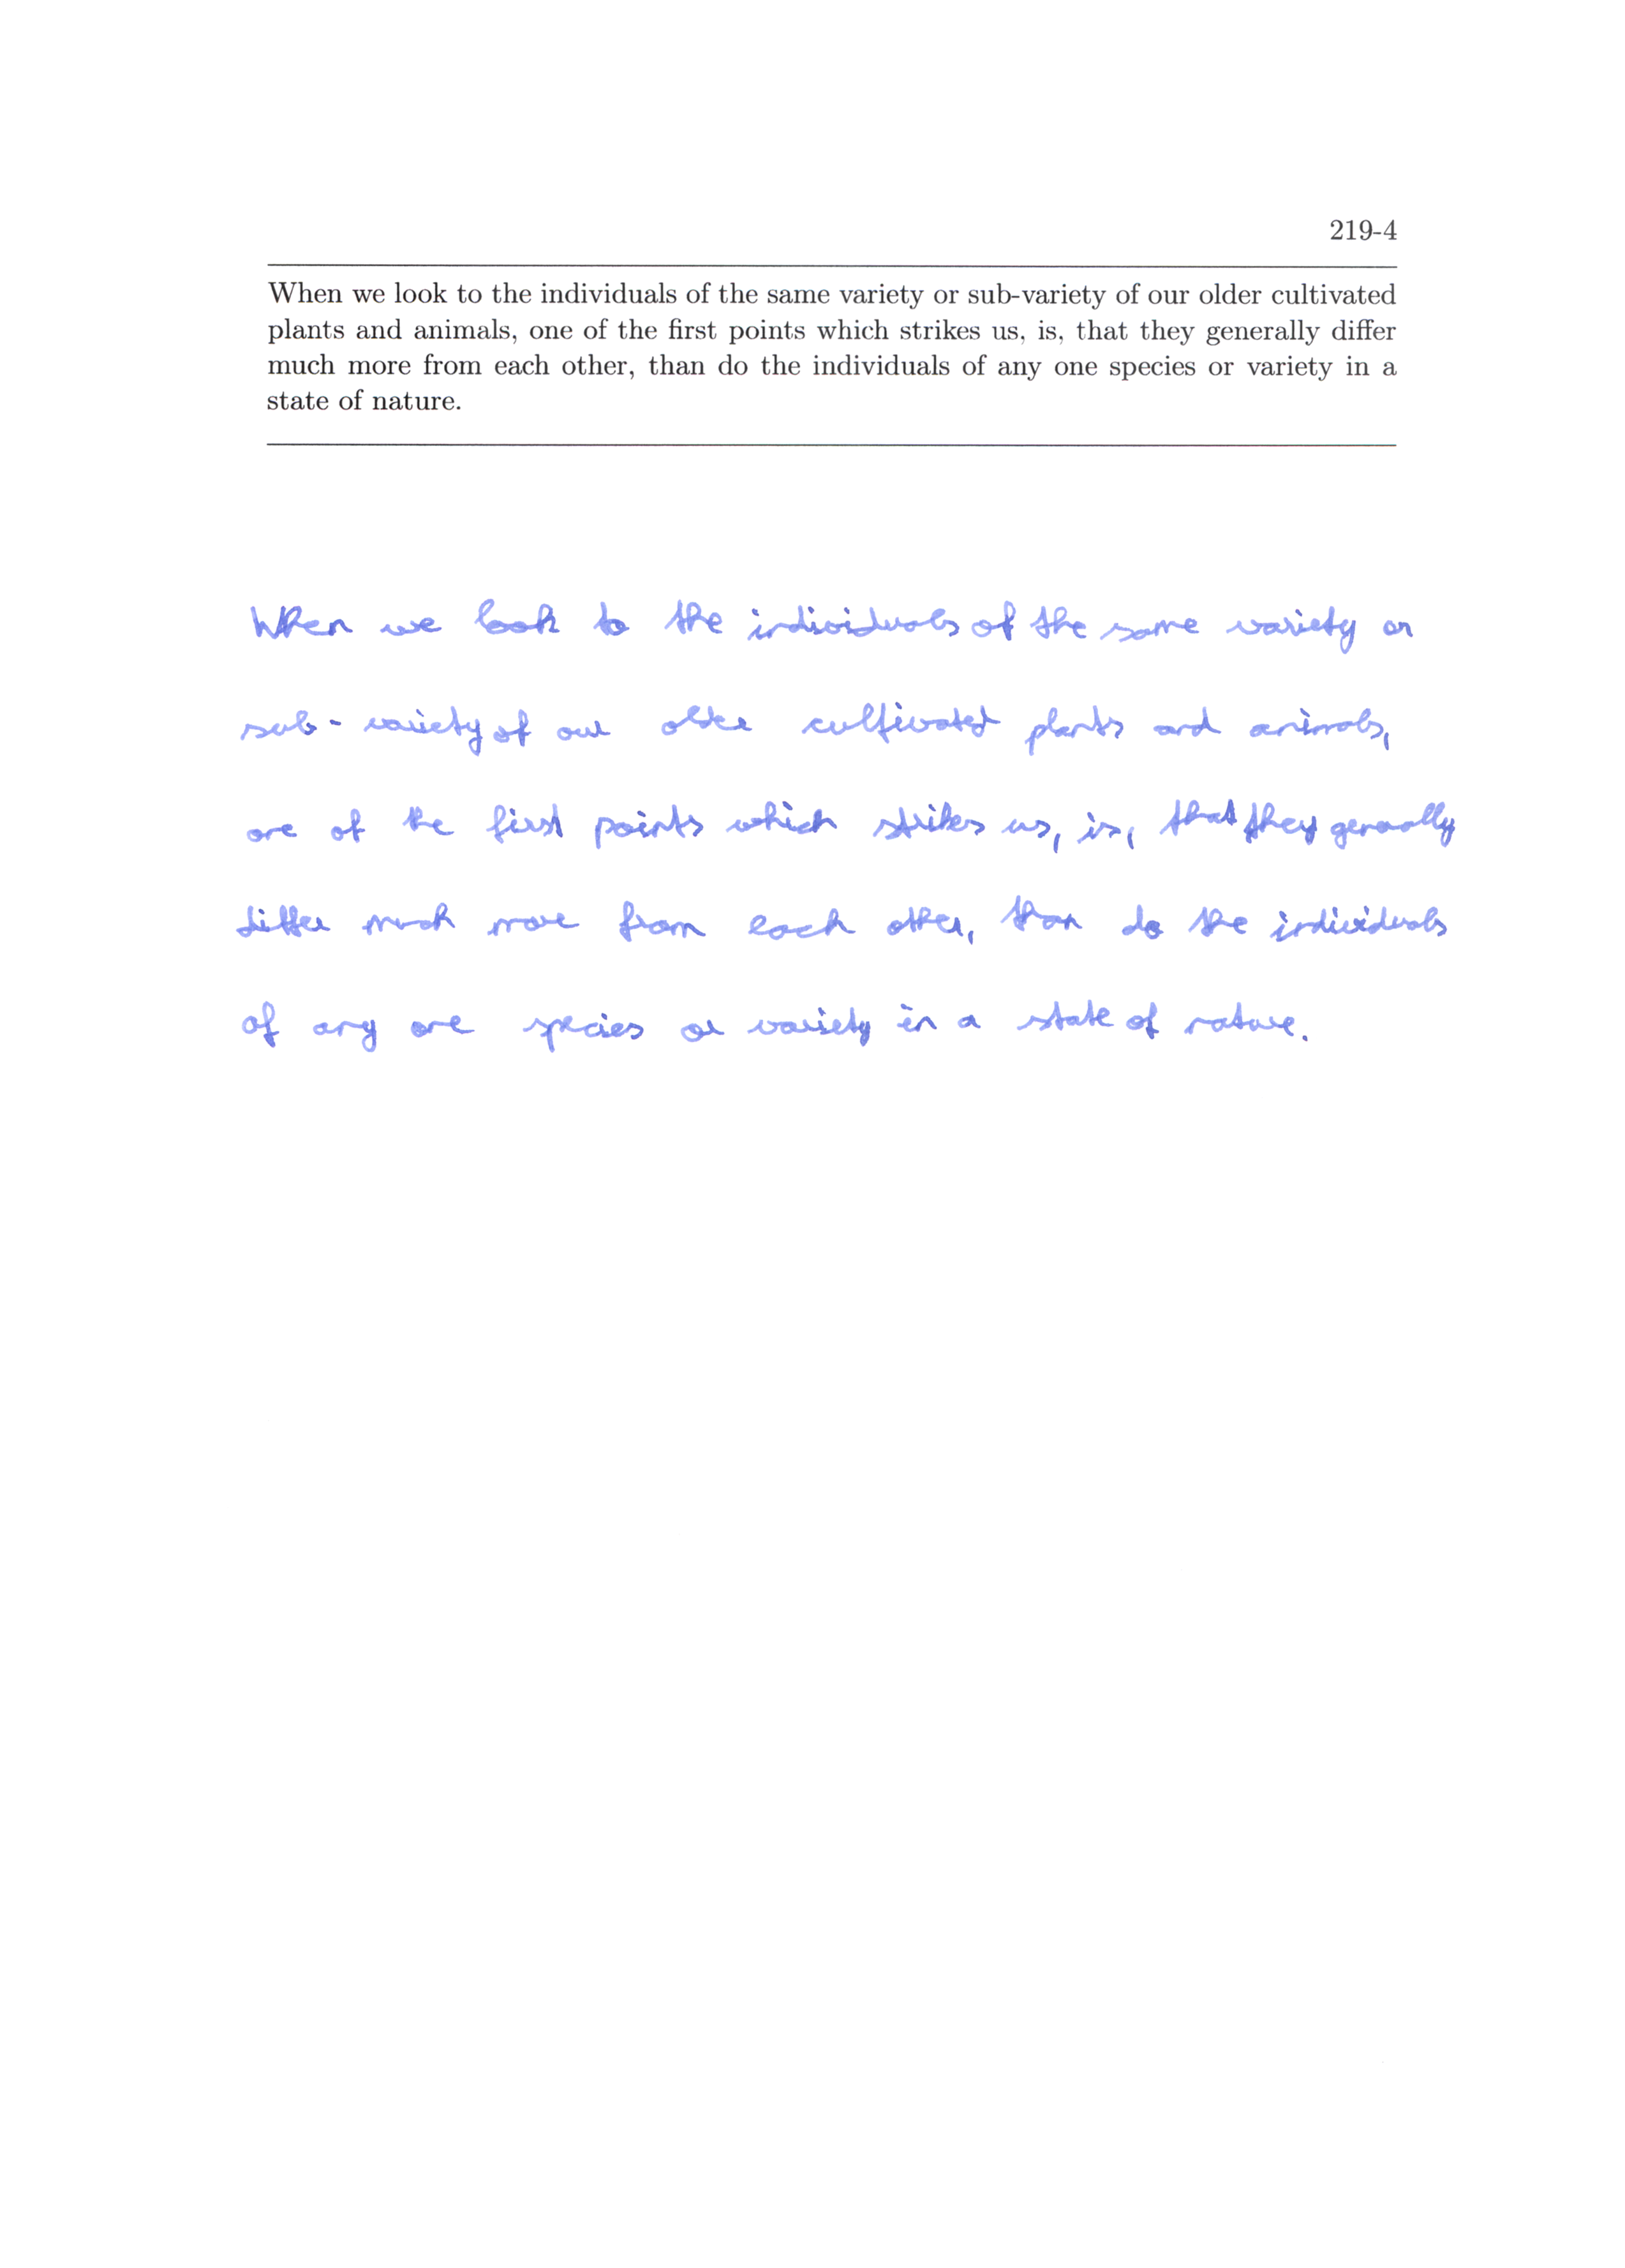 219-4
When we look to the individuals of the same variety or sub-variety of our older cultivated
plants and animals, one of the first points which strikes us, is, that they generally differ
much more from each other, than do the individuals of any one species or variety in a
state of nature.
When we look to the individuals of the same variety or
sub-variety of our older cultivated plants and animals,
one of the first points which strikes us, is, that they generally
differ much more from each other, than do the individuals
of any one species or variety in a state of nature.